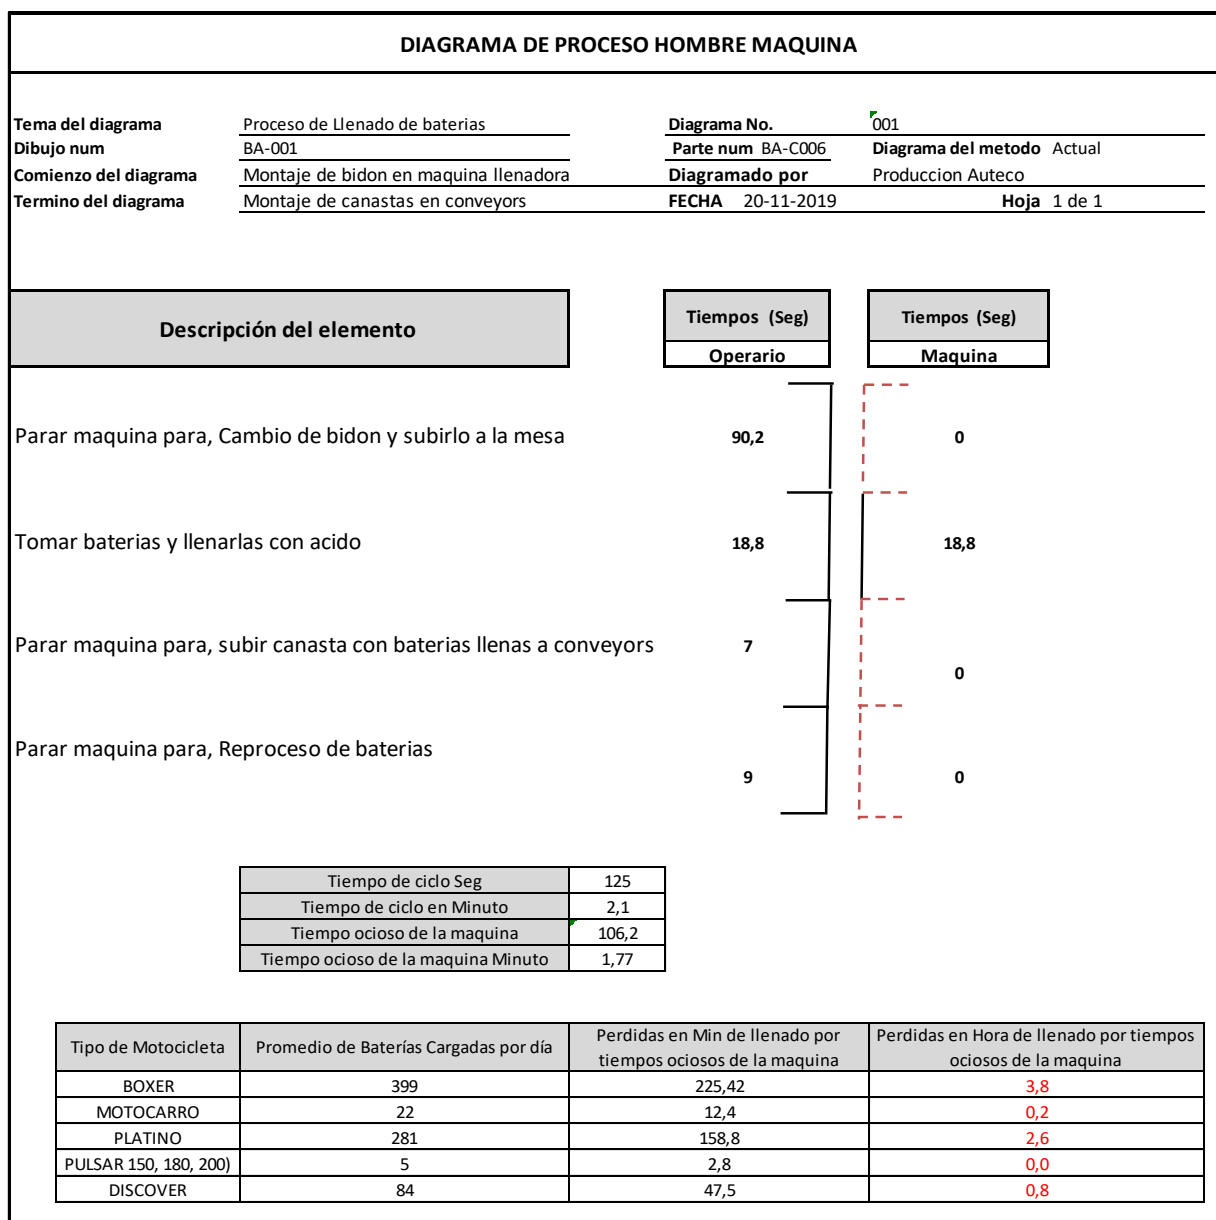 DIAGRAMA DE PROCESO HOMBRE MAQUINA
Tema del diagrama Proceso de Llenado de baterias Diagrama No. 001
Dibujo num BA-001 Parte num BA-C006 Diagrama del metodo Actual
Comienzo del diagrama Montaje de bidon en maquina llenadora Diagramado por Produccion Auteco
Termino del diagrama Montaje de canastas en conveyors FECHA 20-11-2019 Hoja 1 de 1
Descripción del elemento
Tiempos (Seg) Tiempos (Seg)
Operario Maquina
Parar maquina para, Cambio de bidon y subirlo a la mesa 90,2 0
Tomar baterias y llenarlas con acido 18,8 18,8
Parar maquina para, subir canasta con baterias llenas a conveyors 7
0
Parar maquina para, Reproceso de baterias
9 0
Tiempo de ciclo Seg 125
Tiempo de ciclo en Minuto 2,1
Tiempo ocioso de la maquina 106,2
Tiempo ocioso de la maquina Minuto 1,77
Tipo de Motocicleta Promedio de Baterías Cargadas por día Perdidas en Min de llenado por tiempos ociosos de la maquina Perdidas en Hora de llenado por tiempos ociosos de la maquina
BOXER 399 225,42 3,8
MOTOCARRO 22 12,4 0,2
PLATINO 281 158,8 2,6
PULSAR 150, 180, 200) 5 2,8 0,0
DISCOVER 84 47,5 0,8